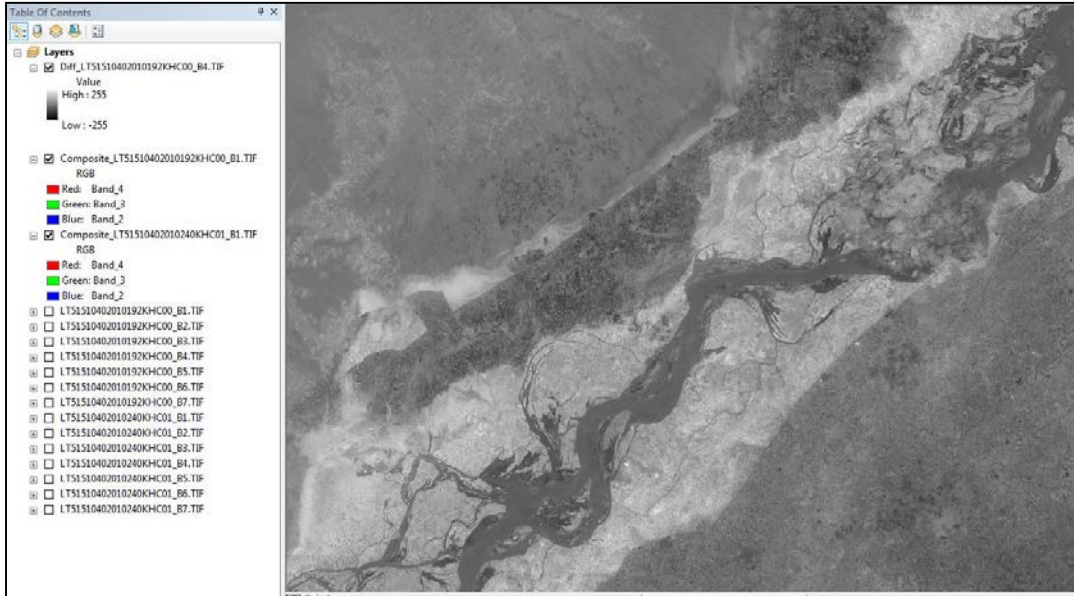 Table Of Contents
Layers
Diff_LT51510402010192KHC00_B4.TIF
Value
High : 255
Low : -255
Composite_LT51510402010192KHC00_B1.TIF
RGB
Red: Band_4
Green: Band_3
Blue: Band_2
Composite_LT51510402010240KHC01_B1.TIF
RGB
Red: Band_4
Green: Band_3
Blue: Band_2
LT51510402010192KHC00_B1.TIF
LT51510402010192KHC00_B2.TIF
LT51510402010192KHC00_B3.TIF
LT51510402010192KHC00_B4.TIF
LT51510402010192KHC00_B5.TIF
LT51510402010192KHC00_B6.TIF
LT51510402010192KHC00_B7.TIF
LT51510402010240KHC01_B1.TIF
LT51510402010240KHC01_B2.TIF
LT51510402010240KHC01_B3.TIF
LT51510402010240KHC01_B4.TIF
LT51510402010240KHC01_B5.TIF
LT51510402010240KHC01_B6.TIF
LT51510402010240KHC01_B7.TIF